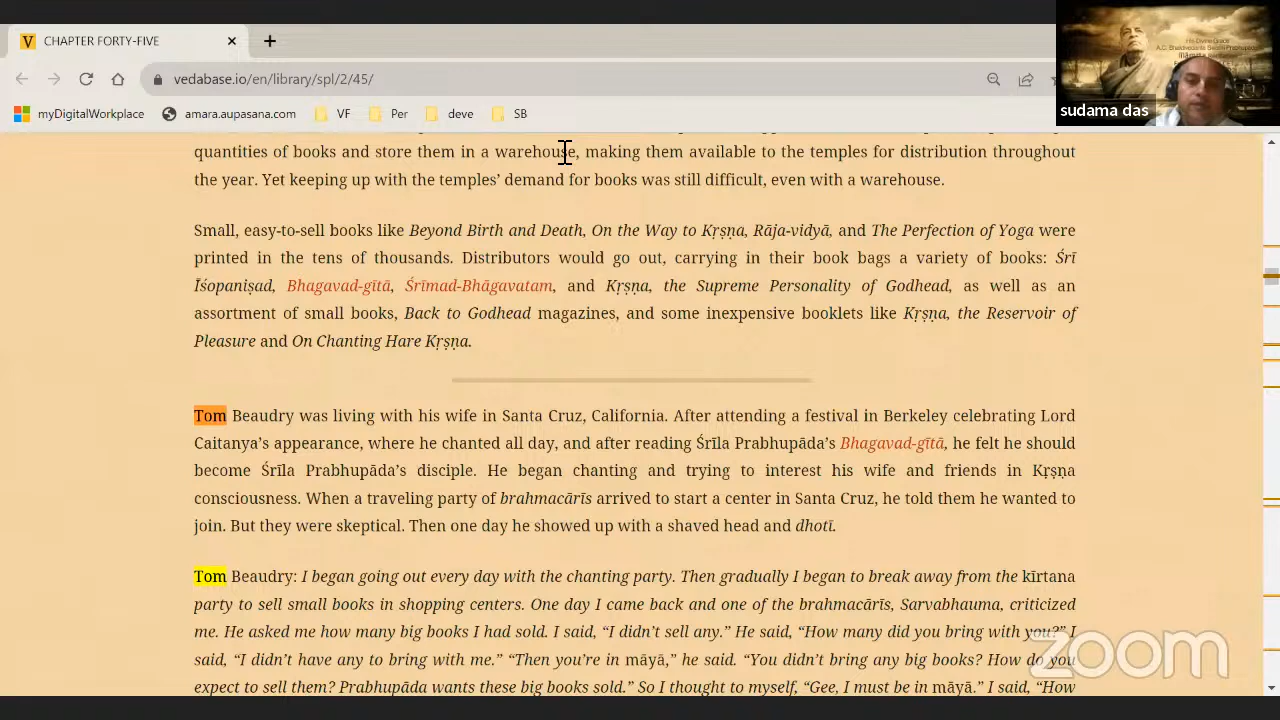 CHAPTER FORTY-FIVE
vedabase.io/en/library/spl/2/45/
myDigitalWorkplace
amara.aupasana.com
VF
Per
deve
SB
His Divine Grace
A.C. Bhaktivedanta Swami Prabhupāda
sudama das
quantities of books and store them in a warehouse, making them available to the temples for distribution throughout
the year. Yet keeping up with the temples’ demand for books was still difficult, even with a warehouse.
Small, easy-to-sell books like Beyond Birth and Death, On the Way to Kṛṣṇa, Rāja-vidyā, and The Perfection of Yoga were
printed in the tens of thousands. Distributors would go out, carrying in their book bags a variety of books: Śrī
Īśopaniṣad, Bhagavad-gītā, Śrīmad-Bhāgavatam, and Kṛṣṇa, the Supreme Personality of Godhead, as well as an
assortment of small books, Back to Godhead magazines, and some inexpensive booklets like Kṛṣṇa, the Reservoir of
Pleasure and On Chanting Hare Kṛṣṇa.
Tom Beaudry was living with his wife in Santa Cruz, California. After attending a festival in Berkeley celebrating Lord
Caitanya’s appearance, where he chanted all day, and after reading Śrīla Prabhupāda’s Bhagavad-gītā, he felt he should
become Śrīla Prabhupāda’s disciple. He began chanting and trying to interest his wife and friends in Kṛṣṇa
consciousness. When a traveling party of brahmacārīs arrived to start a center in Santa Cruz, he told them he wanted to
join. But they were skeptical. Then one day he showed up with a shaved head and dhotī.
Tom Beaudry: I began going out every day with the chanting party. Then gradually I began to break away from the kīrtana
party to sell small books in shopping centers. One day I came back and one of the brahmacārīs, Sarvabhauma, criticized
me. He asked me how many big books I had sold. I said, “I didn’t sell any.” He said, “How many did you bring with you?” I
said, “I didn’t have any to bring with me.” “Then you’re in māyā,” he said. “You didn’t bring any big books? How do you
expect to sell them? Prabhupāda wants these big books sold.” So I thought to myself, “Gee, I must be in māyā.” I said, “How
zoom